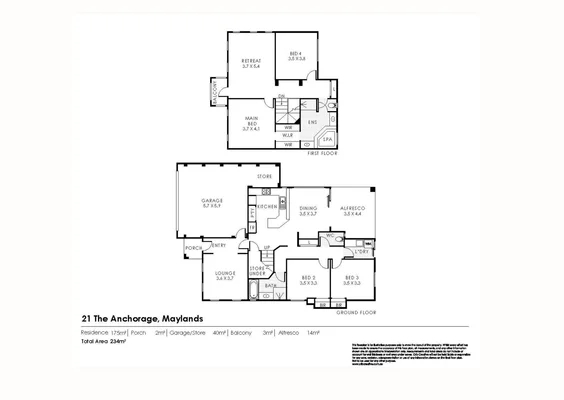 BED 4
3.5 X 3.8
RETREAT
3.7 X 5.4
BALCONY
DN
MAIN
BED
3.7 X 4.1
ENS
WIR
W.I.R
WIR
SPA
FIRST FLOOR
STORE
GARAGE
5.7 X 5.9
KITCHEN
DINING
3.5 X 3.7
ALFRESCO
3.5 X 4.4
PTY
FR
WC
PORCH
ENTRY
UP
L'DRY
LOUNGE
3.6 X 3.7
STORE
UNDER
BATH
BED 2
3.5 X 3.3
BED 3
3.5 X 3.3
GROUND FLOOR
21 The Anchorage, Maylands
Residence 175m² Porch 2m² Garage/Store 40m² Balcony 3m² Alfresco 14m²
Total Area 234m²